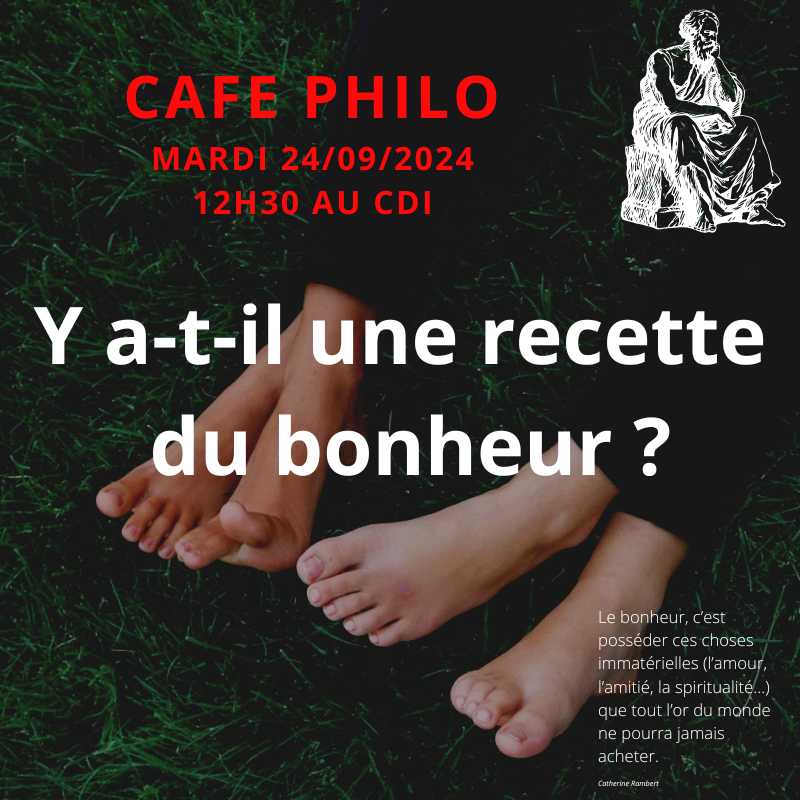 CAFE PHILO
MARDI 24/09/2024
12H30 AU CDI
Y a-t-il une recette
du bonheur ?
Le bonheur, c’est
posséder ces choses
immatérielles (l’amour,
l’amitié, la spiritualité...)
que tout l’or du monde
ne pourra jamais
acheter.
Catherine Rambert